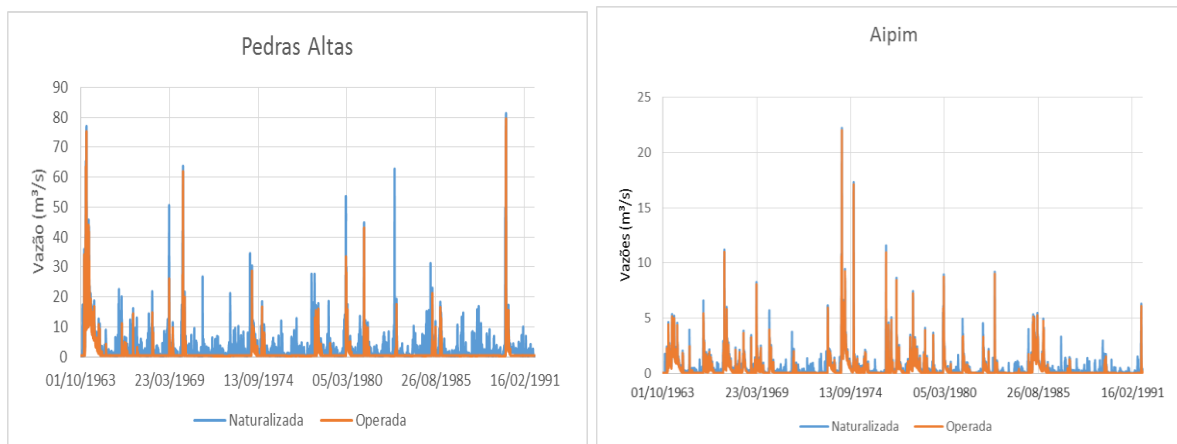 Pedras Altas
Vazão (m³/s)
90
80
70
60
50
40
30
20
10
0
01/10/1963 23/03/1969 13/09/1974 05/03/1980 26/08/1985 16/02/1991
Naturalizada Operada
Aipim
Vazões (m³/s)
25
20
15
10
5
0
01/10/1963 23/03/1969 13/09/1974 05/03/1980 26/08/1985 16/02/1991
Naturalizada Operada